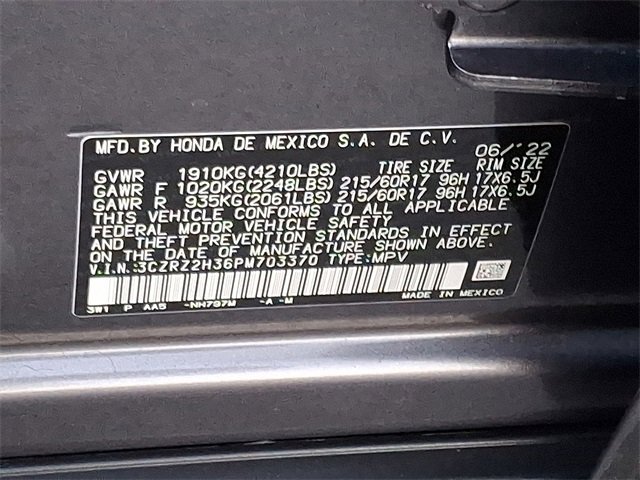 MFD. BY HONDA DE MEXICO S.A. DE C.V. 06/'22
GVWR 1910KG(4210LBS) TIRE SIZE RIM SIZE
GAWR F 1020KG(2248LBS) 215/60R17 96H 17X6.5J
GAWR R 935KG(2061LBS) 215/60R17 96H 17X6.5J
THIS VEHICLE CONFORMS TO ALL APPLICABLE
FEDERAL MOTOR VEHICLE SAFETY
AND THEFT PREVENTION STANDARDS IN EFFECT
ON THE DATE OF MANUFACTURE SHOWN ABOVE.
V.I.N.:3CZRZ2H36PM703370 TYPE:MPV
MADE IN MEXICO
3W1 P AA5 -NH797M -A -M